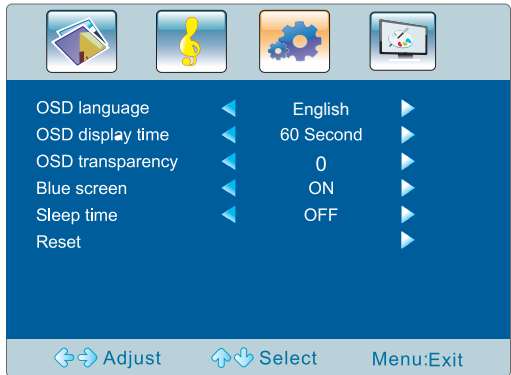 OSD language English
OSD display time 60 Second
OSD transparency 0
Blue screen ON
Sleep time OFF
Reset
Adjust Select Menu:Exit